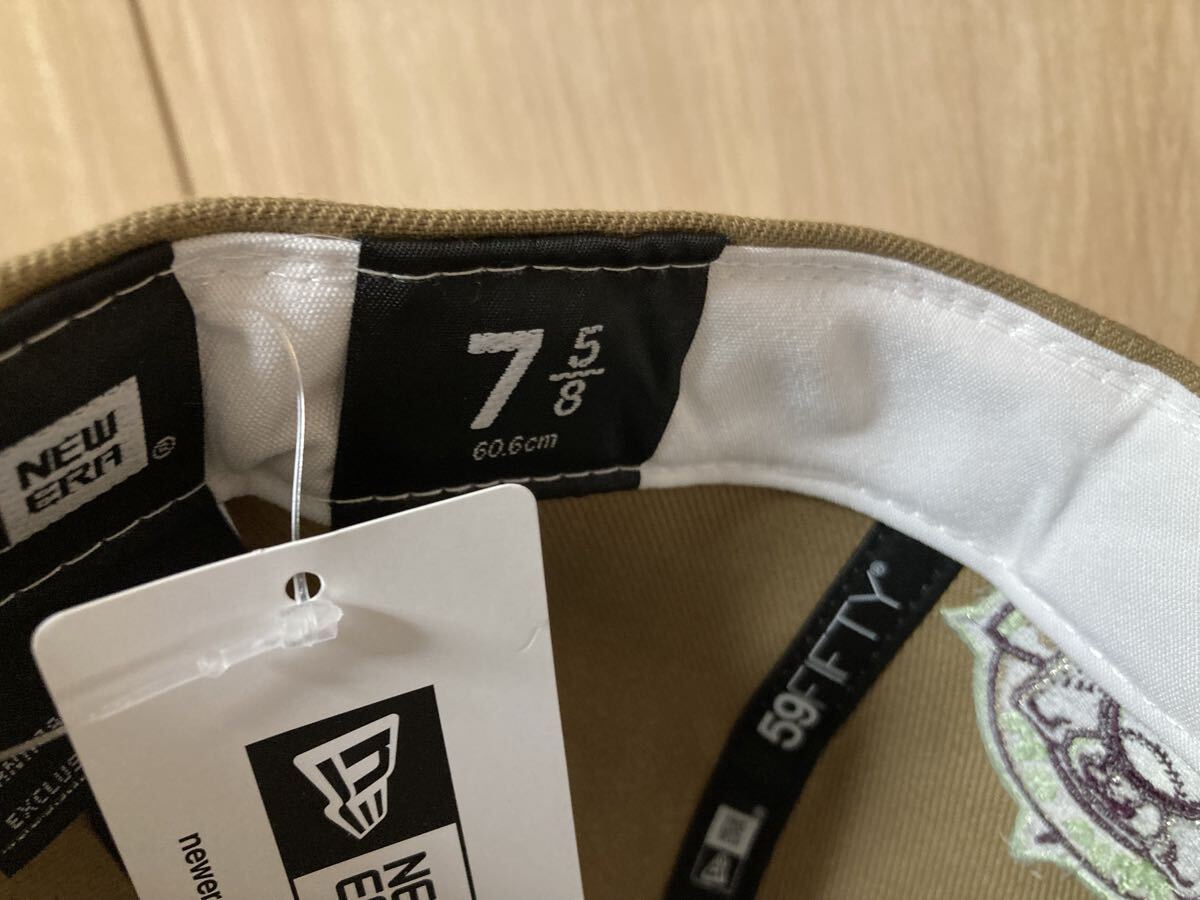 7 5/8
60.6cm
NEW
ERA
®
59FIFTY®
EXCLUS
newer
NE